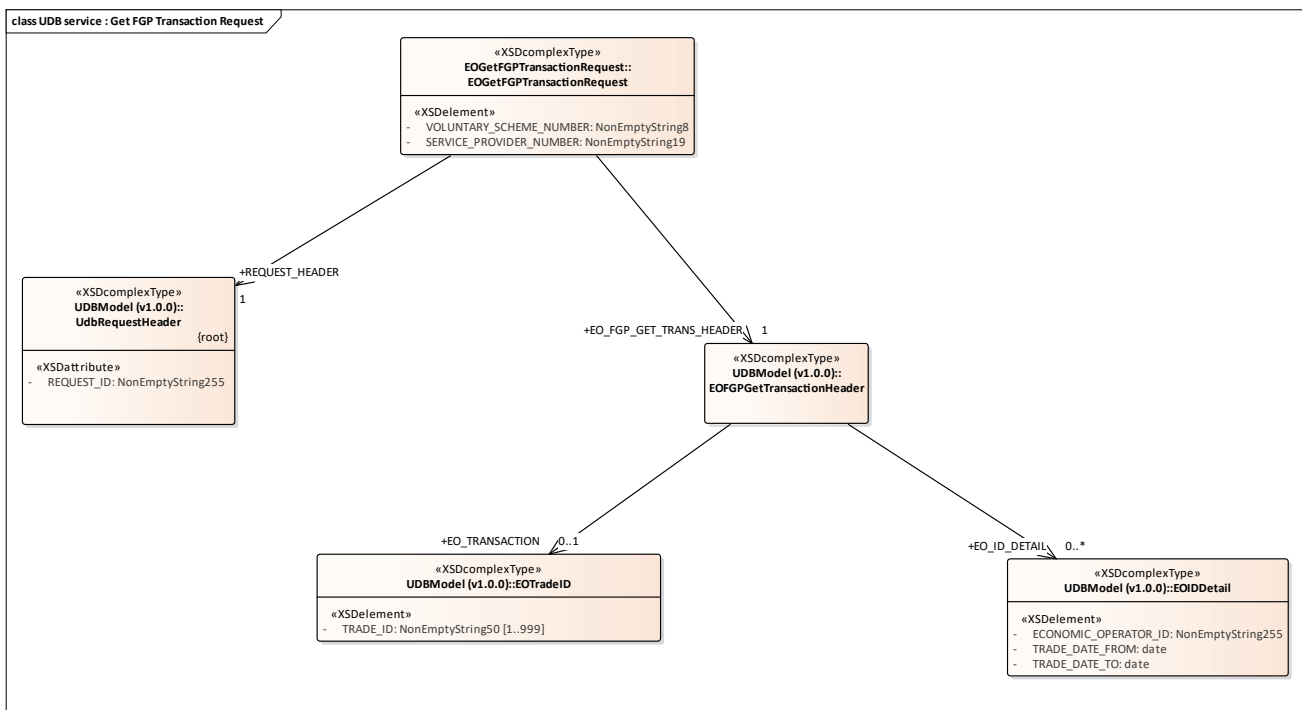 class UDB service : Get FGP Transaction Request
«XSDcomplexType»
EOGetFGPTransactionRequest::
EOGetFGPTransactionRequest
«XSDelement»
- VOLUNTARY_SCHEME_NUMBER: NonEmptyString8
- SERVICE_PROVIDER_NUMBER: NonEmptyString19
+REQUEST_HEADER
1
«XSDcomplexType»
UDBModel (v1.0.0)::
UdbRequestHeader
{root}
«XSDattribute»
- REQUEST_ID: NonEmptyString255
+EO_FGP_GET_TRANS_HEADER 1
«XSDcomplexType»
UDBModel (v1.0.0)::
EOFGPGetTransactionHeader
+EO_TRANSACTION 0..1
«XSDcomplexType»
UDBModel (v1.0.0)::EOTradeID
«XSDelement»
- TRADE_ID: NonEmptyString50 [1..999]
+EO_ID_DETAIL 0..*
«XSDcomplexType»
UDBModel (v1.0.0)::EOIDDetail
«XSDelement»
- ECONOMIC_OPERATOR_ID: NonEmptyString255
- TRADE_DATE_FROM: date
- TRADE_DATE_TO: date